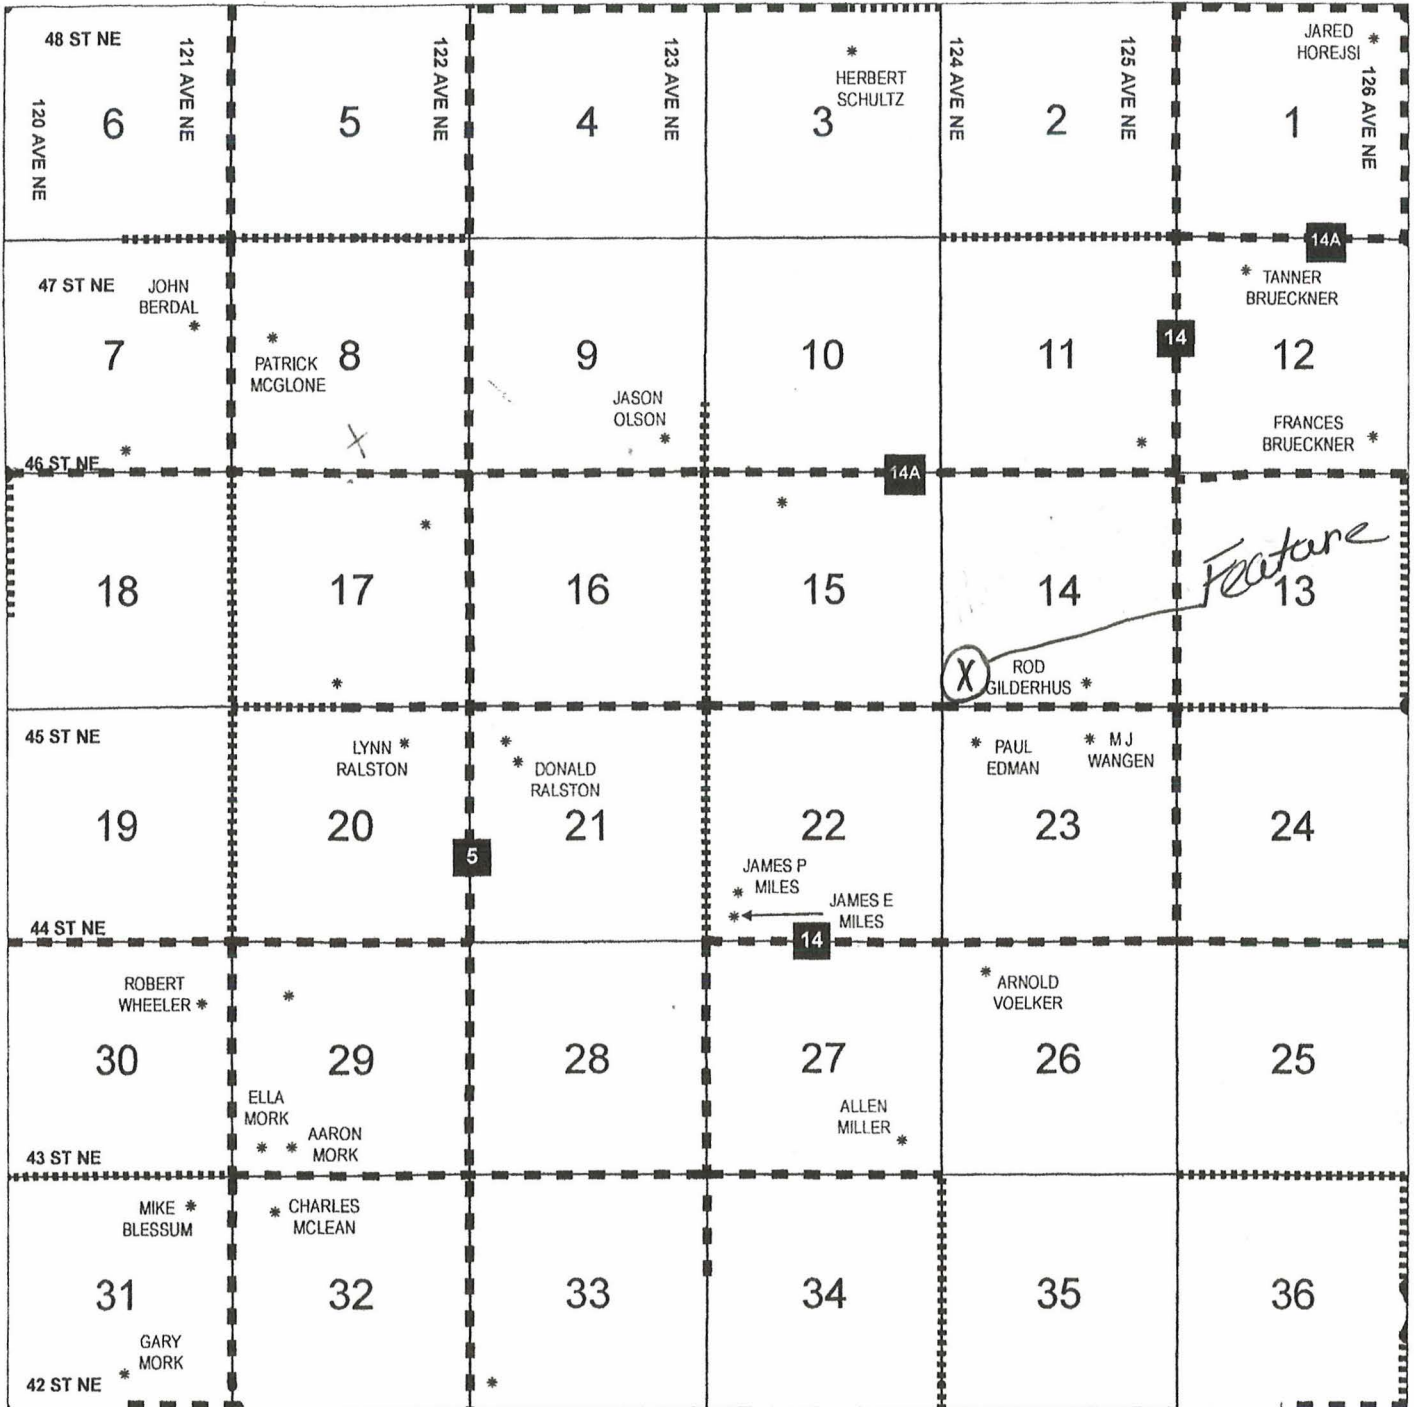 48 ST NE
121 AVE NE
122 AVE NE
123 AVE NE
124 AVE NE
125 AVE NE
JARED
HOREJSI
126 AVE NE
120 AVE NE
HERBERT
SCHULTZ
6
5
4
3
2
1
14A
47 ST NE
JOHN
BERDAL
TANNER
BRUECKNER
14
7
PATRICK
MCGLONE
8
9
10
11
12
JASON
OLSON
FRANCES
BRUECKNER
46 ST NE
X
14A
Feature
18
17
16
15
14
13
X
ROD
GILDERHUS
45 ST NE
LYNN
RALSTON
DONALD
RALSTON
PAUL
EDMAN
M J
WANGEN
19
20
21
22
23
24
5
JAMES P
MILES
JAMES E
MILES
44 ST NE
14
ROBERT
WHEELER
ARNOLD
VOELKER
30
29
28
27
26
25
ELLA
MORK
AARON
MORK
ALLEN
MILLER
43 ST NE
MIKE
BLESSUM
CHARLES
MCLEAN
31
32
33
34
35
36
GARY
MORK
42 ST NE